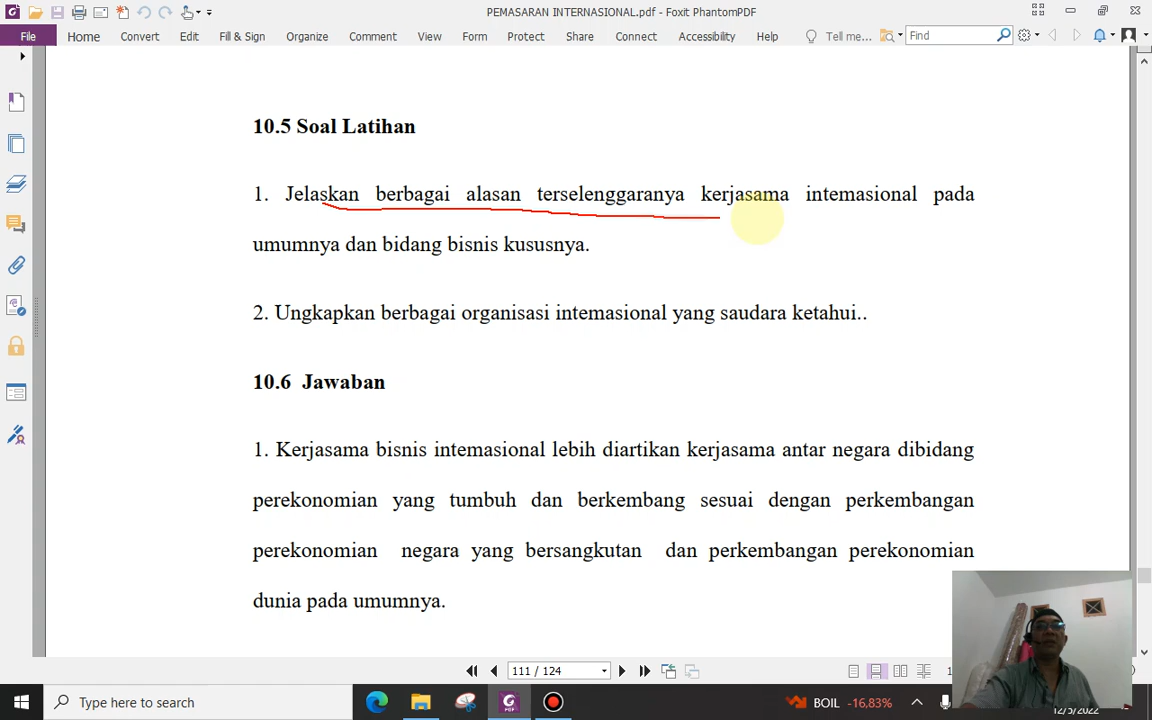 PEMASARAN INTERNASIONAL.pdf - Foxit PhantomPDF
File Home Convert Edit Fill & Sign Organize Comment View Form Protect Share Connect Accessibility Help Tell me... Find
10.5 Soal Latihan
1. Jelaskan berbagai alasan terselenggaranya kerjasama intemasional pada
umumnya dan bidang bisnis kususnya.
2. Ungkapkan berbagai organisasi intemasional yang saudara ketahui..
10.6 Jawaban
1. Kerjasama bisnis intemasional lebih diartikan kerjasama antar negara dibidang
perekonomian yang tumbuh dan berkembang sesuai dengan perkembangan
perekonomian negara yang bersangkutan dan perkembangan perekonomian
dunia pada umumnya.
111 / 124
Type here to search
BOIL -16,83%
12/5/2022